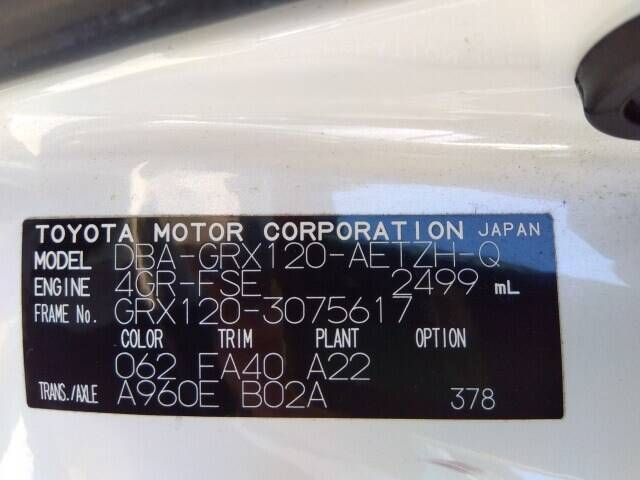 TOYOTA MOTOR CORPORATION JAPAN
MODEL DBA-GRX120-AETZH-Q
ENGINE 4GR-FSE 2499 mL
FRAME No. GRX120-3075617
COLOR TRIM PLANT OPTION
062 FA40 A22
TRANS./AXLE A960E B02A 378